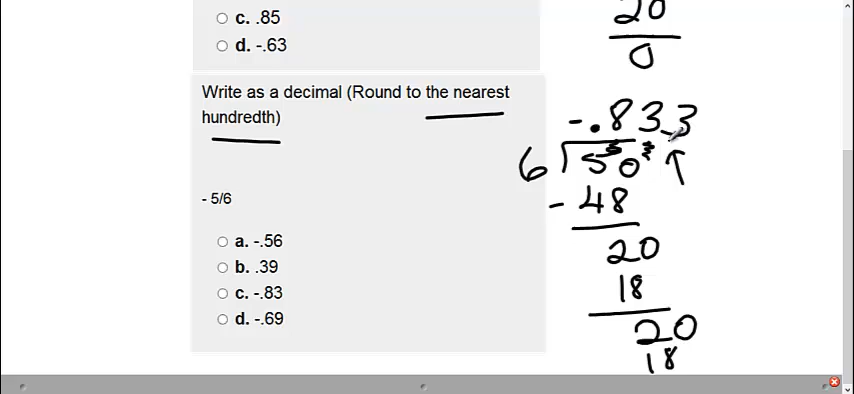 c. .85
d. -.63
Write as a decimal (Round to the nearest
hundredth)
- 5/6
a. -.56
b. .39
c. -.83
d. -.69
20
0
-.833
6 50
- 48
20
18
20
18